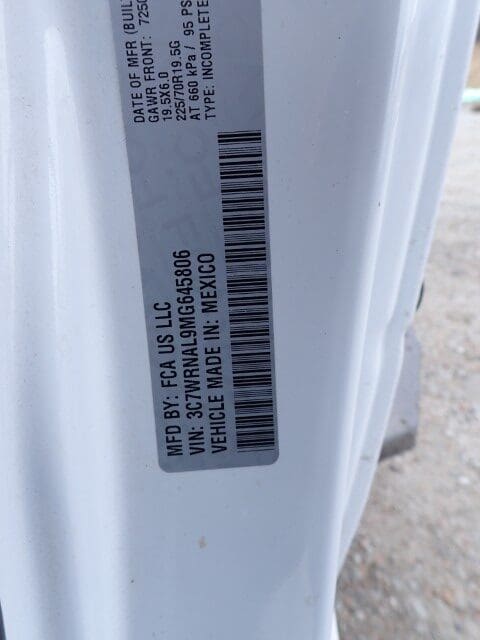 MFD BY: FCA US LLC
VIN: 3C7WRNAL9MG645806
VEHICLE MADE IN: MEXICO
DATE OF MFR (BUIL
GAWR FRONT: 7250
19.5X6.0
225/70R19.5G
AT 660 kPa / 95 PS
TYPE: INCOMPLETE